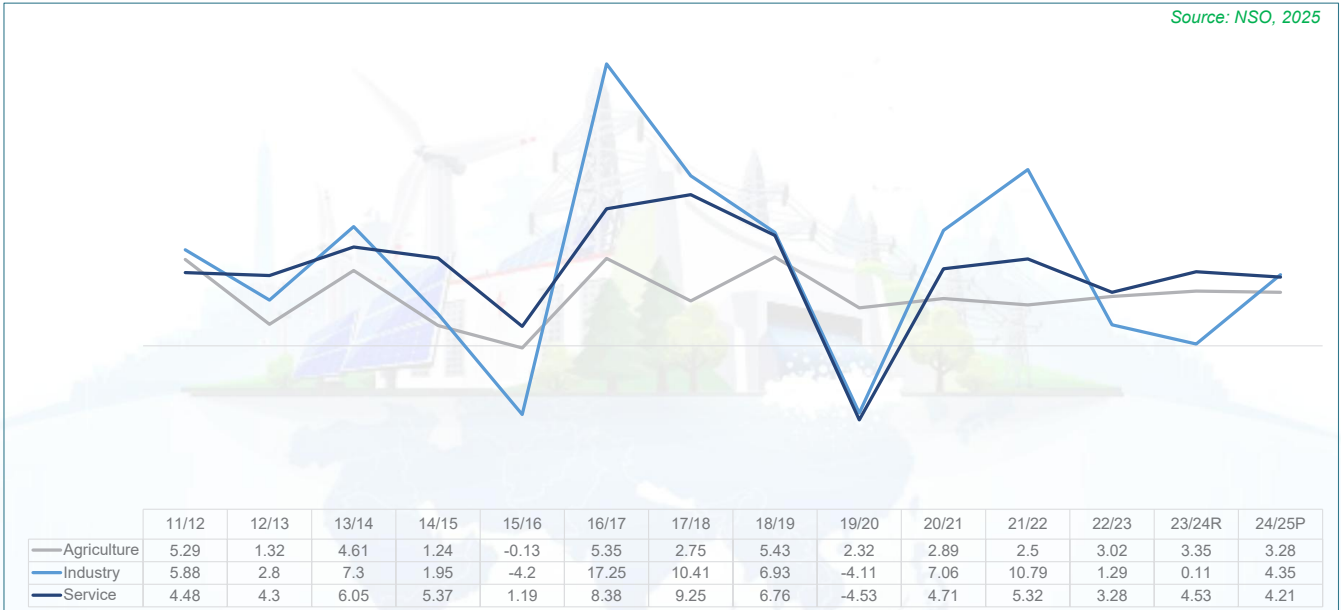 Source: NSO, 2025
11/12 12/13 13/14 14/15 15/16 16/17 17/18 18/19 19/20 20/21 21/22 22/23 23/24R 24/25P
Agriculture 5.29 1.32 4.61 1.24 -0.13 5.35 2.75 5.43 2.32 2.89 2.5 3.02 3.35 3.28
Industry 5.88 2.8 7.3 1.95 -4.2 17.25 10.41 6.93 -4.11 7.06 10.79 1.29 0.11 4.35
Service 4.48 4.3 6.05 5.37 1.19 8.38 9.25 6.76 -4.53 4.71 5.32 3.28 4.53 4.21